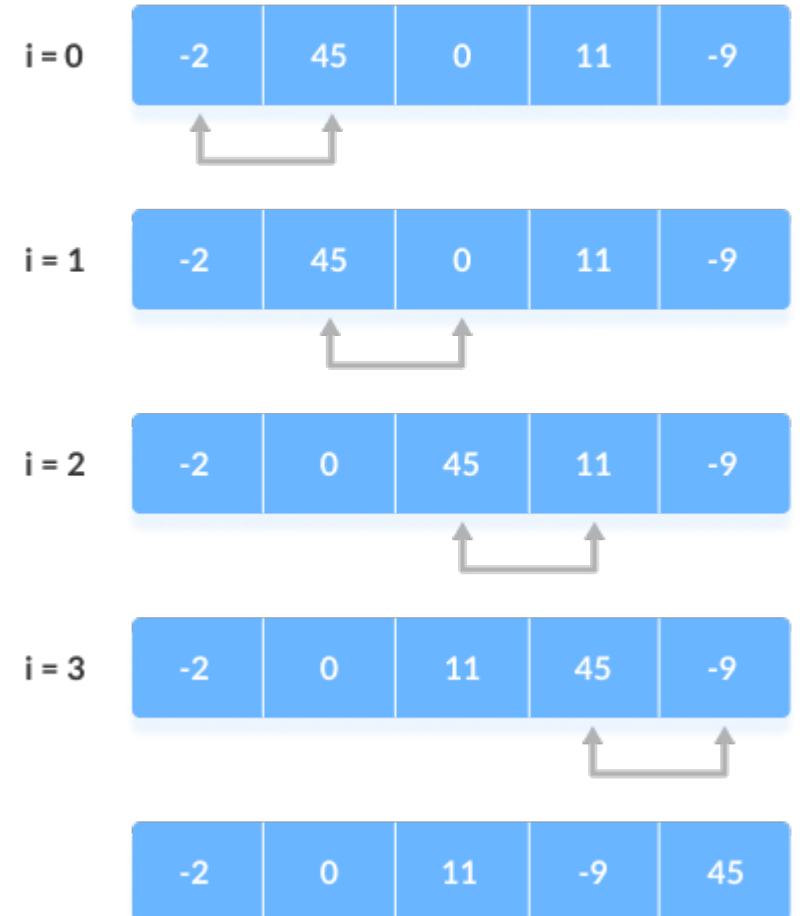 i = 0 -2 45 0 11 -9
i = 1 -2 45 0 11 -9
i = 2 -2 0 45 11 -9
i = 3 -2 0 11 45 -9
-2 0 11 -9 45